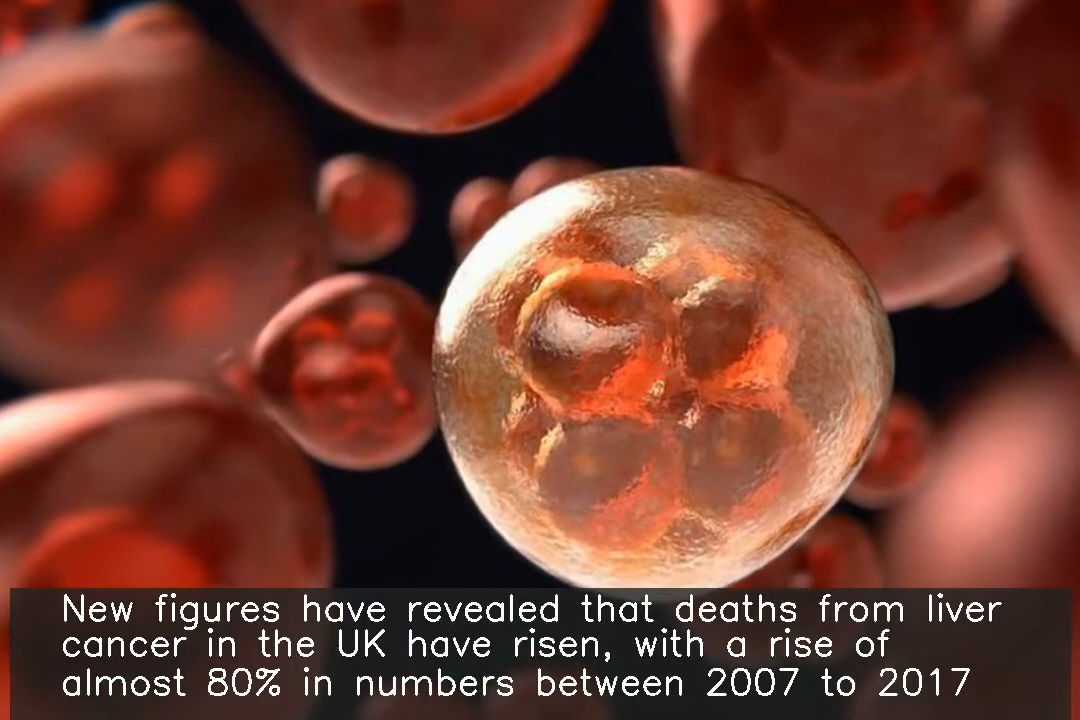 New figures have revealed that deaths from liver
cancer in the UK have risen, with a rise of
almost 80% in numbers between 2007 to 2017